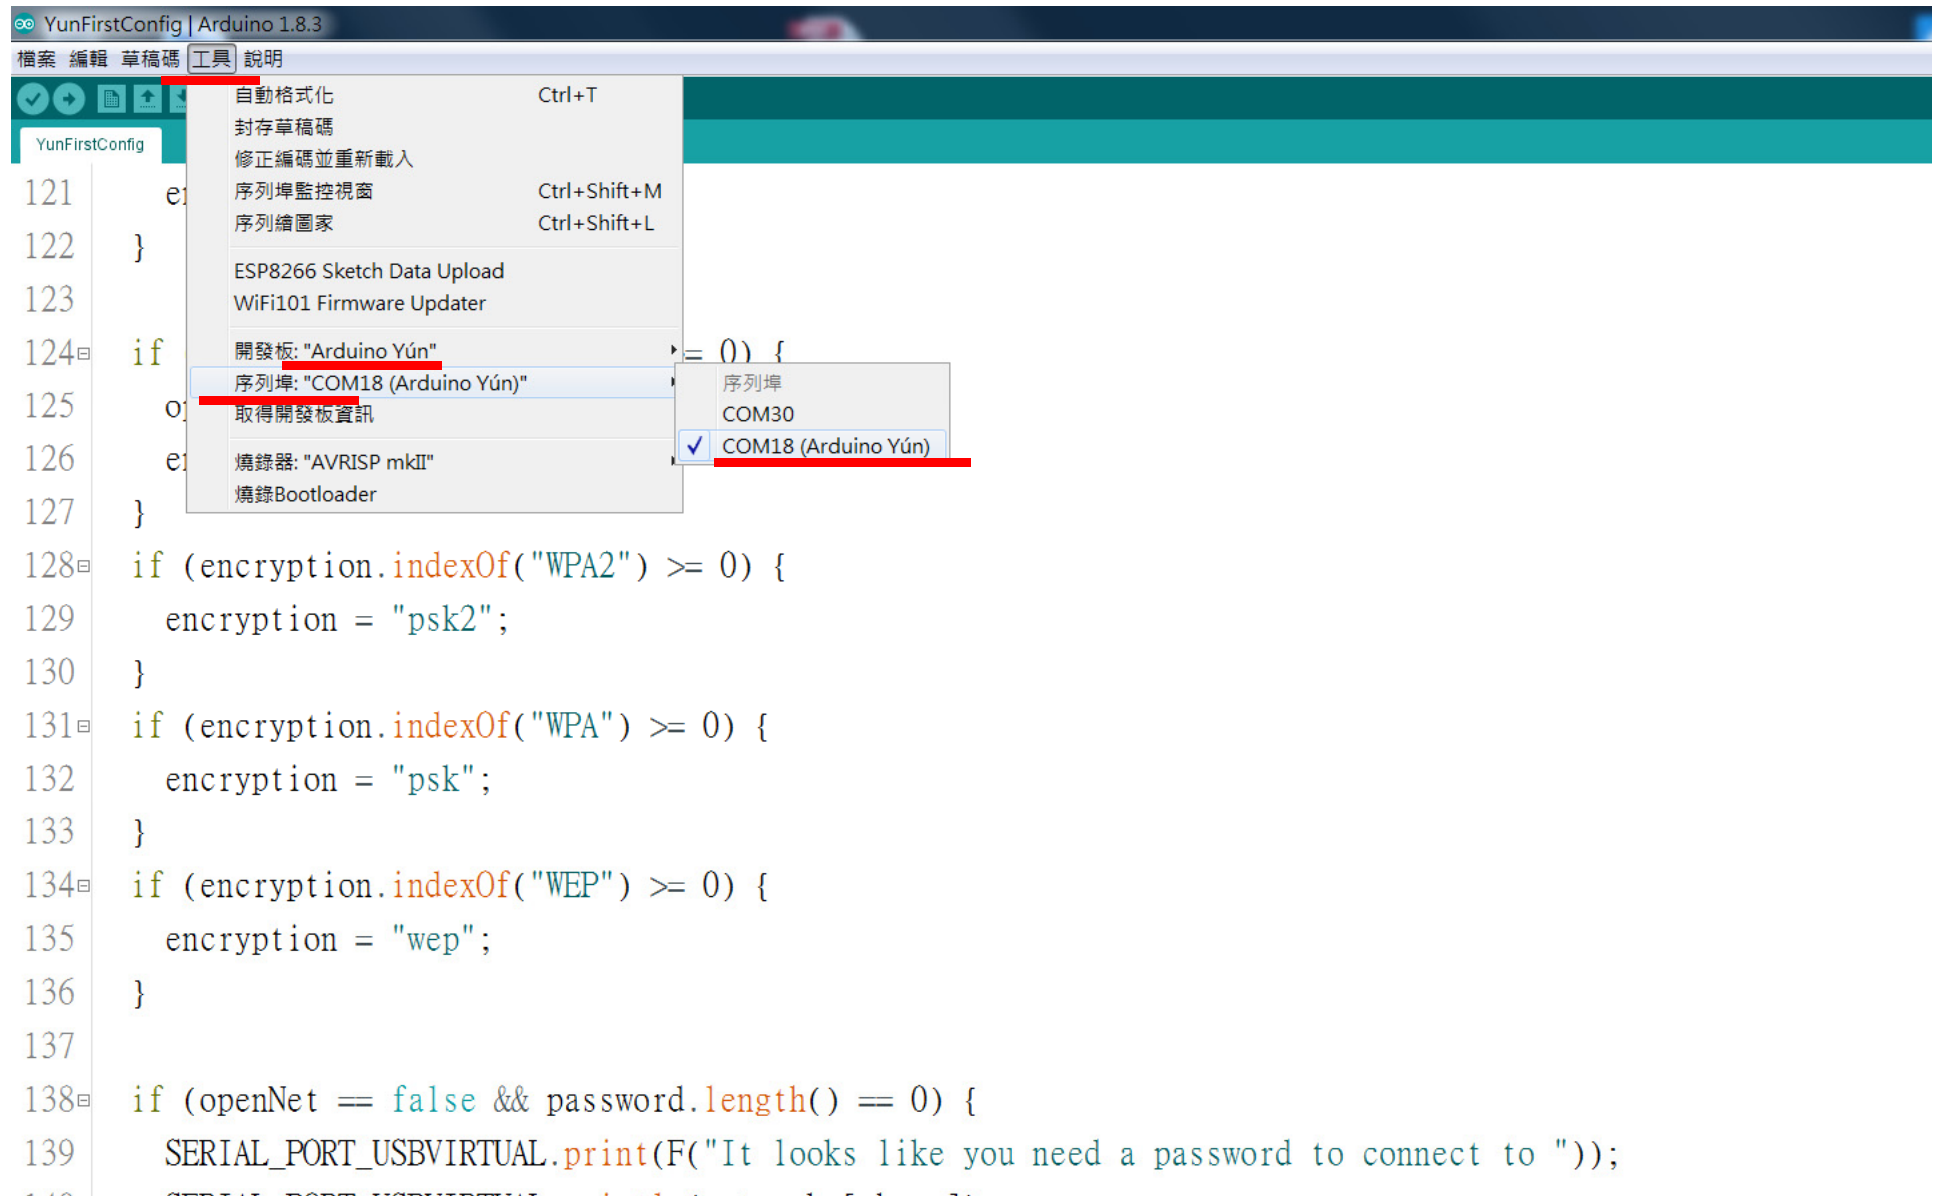 YunFirstConfig | Arduino 1.8.3
檔案 編輯 草稿碼 工具 說明
自動格式化 Ctrl+T
封存草稿碼
修正編碼並重新載入
序列埠監控視窗 Ctrl+Shift+M
序列繪圖家 Ctrl+Shift+L
ESP8266 Sketch Data Upload
WiFi101 Firmware Updater
開發板: "Arduino Yún"
序列埠: "COM18 (Arduino Yún)"
取得開發板資訊
燒錄器: "AVRISP mkII"
燒錄Bootloader
序列埠
COM30
COM18 (Arduino Yún)
YunFirstConfig
121
122 }
123
124 if = 0) {
125
126
127 }
128 if (encryption.indexOf("WPA2") >= 0) {
129 encryption = "psk2";
130 }
131 if (encryption.indexOf("WPA") >= 0) {
132 encryption = "psk";
133 }
134 if (encryption.indexOf("WEP") >= 0) {
135 encryption = "wep";
136 }
137
138 if (openNet == false && password.length() == 0) {
139 SERIAL_PORT_USBVIRTUAL.print(F("It looks like you need a password to connect to "));